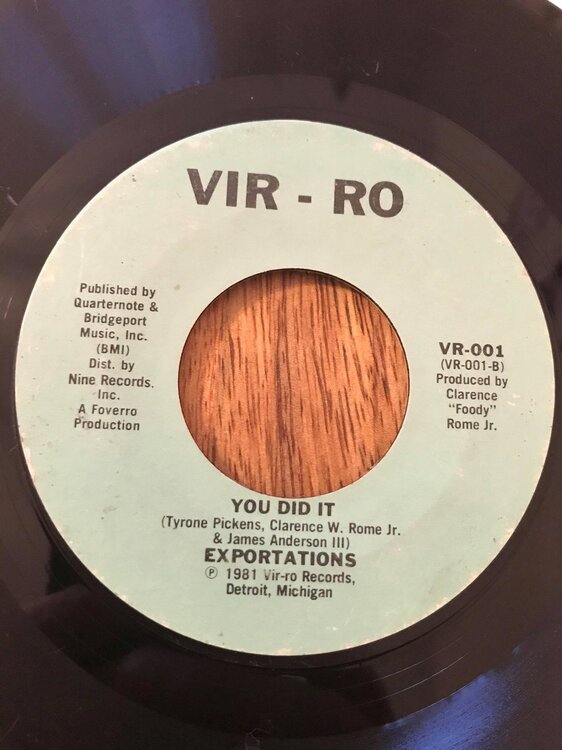 VIR - RO
Published by
Quarternote &
Bridgeport
Music, Inc.
(BMI)
Dist. by
Nine Records.
Inc.
A Foverro
Production
VR-001
(VR-001-B)
Produced by
Clarence
"Foody"
Rome Jr.
YOU DID IT
(Tyrone Pickens, Clarence W. Rome Jr.
& James Anderson III)
EXPORTATIONS
℗ 1981 Vir-ro Records,
Detroit, Michigan